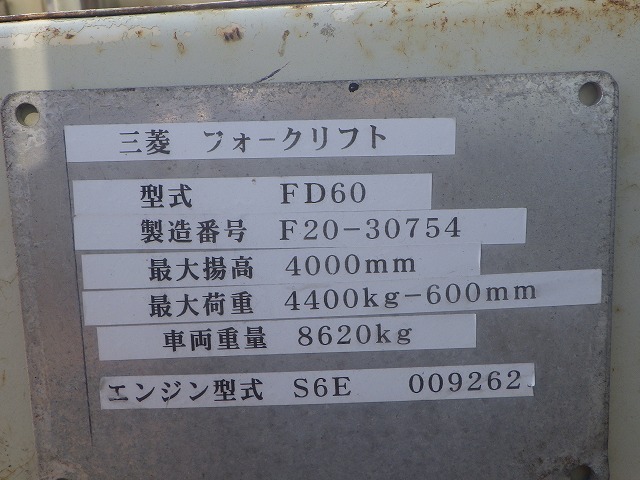 三菱 フォークリフト
型式 FD60
製造番号 F20-30754
最大揚高 4000mm
最大荷重 4400kg-600mm
車両重量 8620kg
エンジン型式 S6E 009262